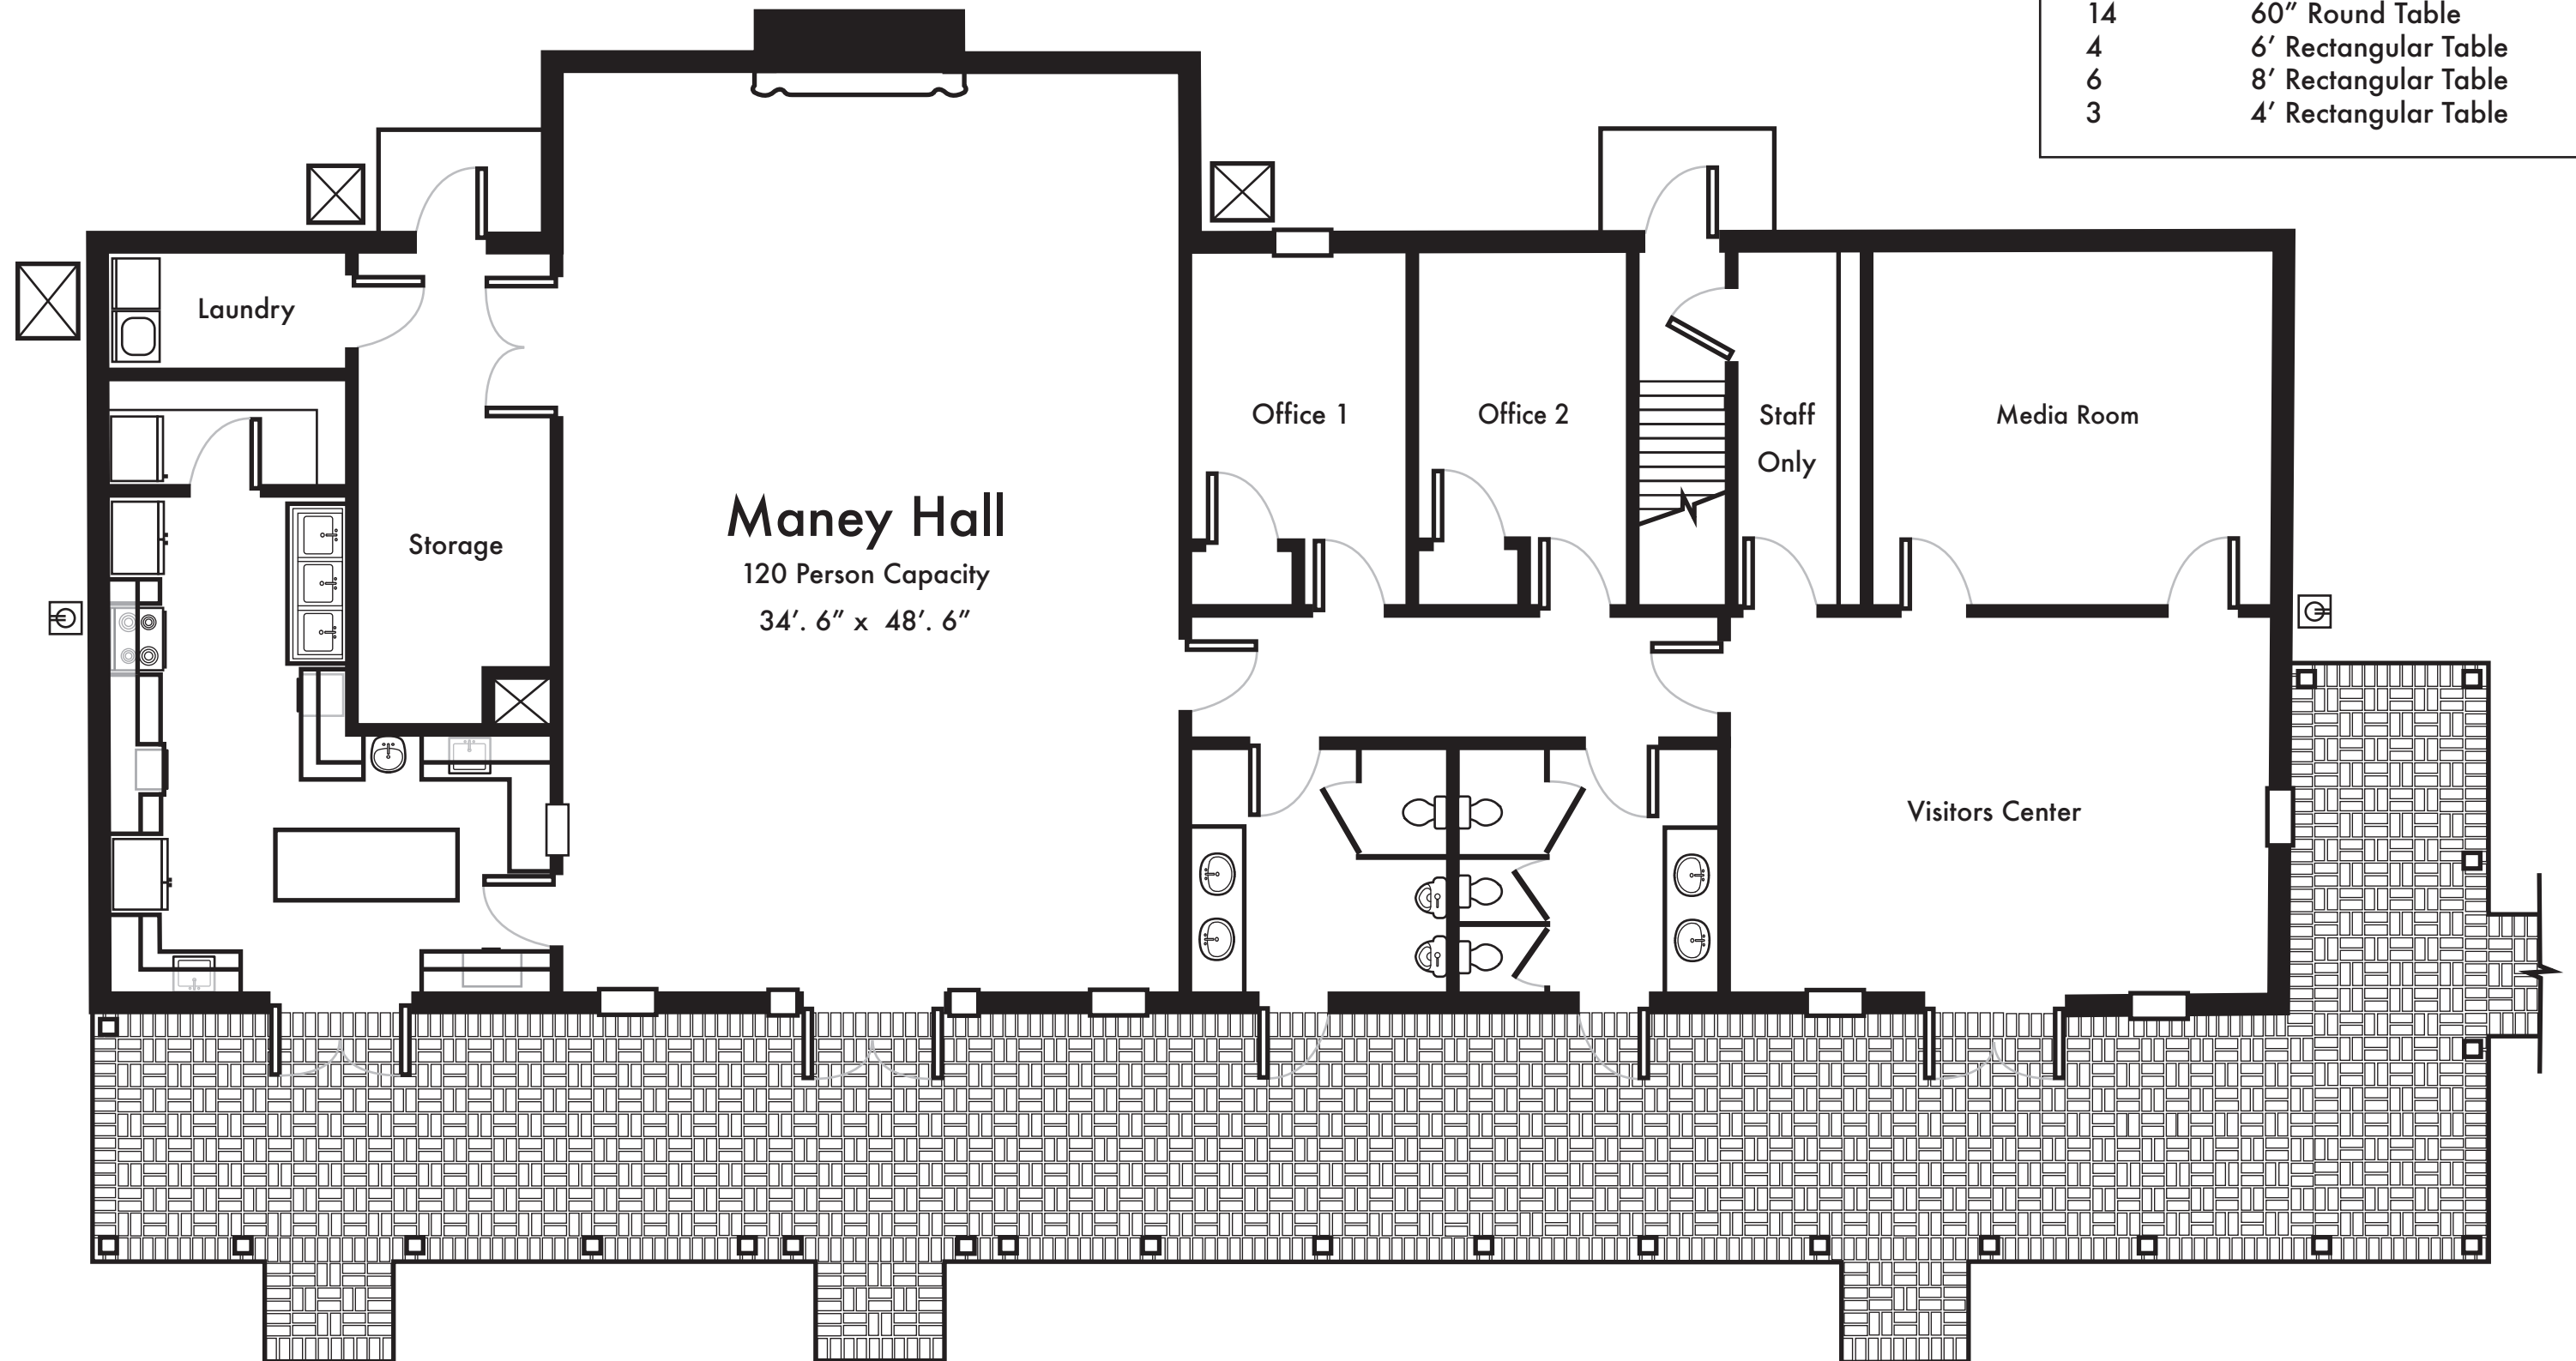 14 60” Round Table
4 6’ Rectangular Table
6 8’ Rectangular Table
3 4’ Rectangular Table
Laundry
Storage
Maney Hall
120 Person Capacity
34’. 6” x 48’. 6”
Office 1
Office 2
Staff
Only
Media Room
Visitors Center